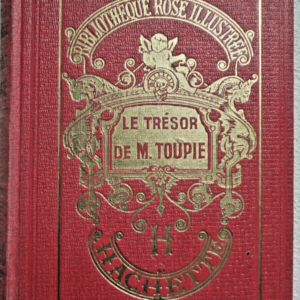 BIBLIOTHÈQUE ROSE ILLUSTRÉE
LE TRÉSOR
DE M. TOUPIE
H
HACHETTE